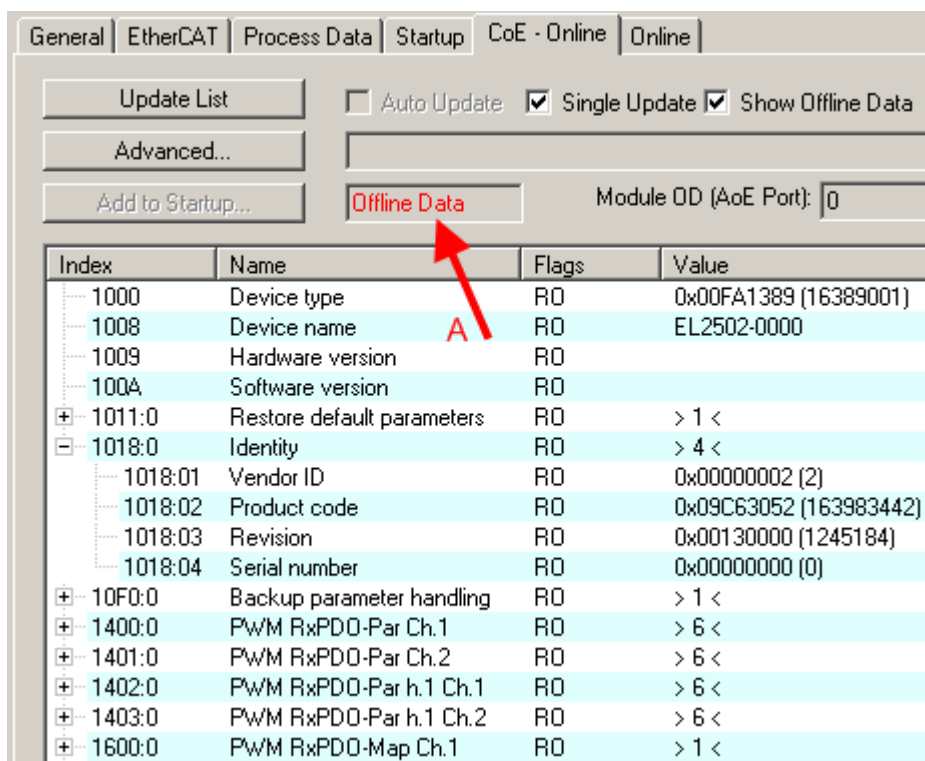 General EtherCAT Process Data Startup CoE - Online Online
Update List Auto Update Single Update Show Offline Data
Advanced...
Add to Startup... Offline Data Module OD (AoE Port): 0
Index Name Flags Value
1000 Device type RO 0x00FA1389 (16389001)
1008 Device name RO EL2502-0000
A
1009 Hardware version RO
100A Software version RO
1011:0 Restore default parameters RO > 1 <
1018:0 Identity RO > 4 <
1018:01 Vendor ID RO 0x00000002 (2)
1018:02 Product code RO 0x09C63052 (163983442)
1018:03 Revision RO 0x00130000 (1245184)
1018:04 Serial number RO 0x00000000 (0)
10F0:0 Backup parameter handling RO > 1 <
1400:0 PWM RxPDO-Par Ch.1 RO > 6 <
1401:0 PWM RxPDO-Par Ch.2 RO > 6 <
1402:0 PWM RxPDO-Par h.1 Ch.1 RO > 6 <
1403:0 PWM RxPDO-Par h.1 Ch.2 RO > 6 <
1600:0 PWM RxPDO-Map Ch.1 RO > 1 <